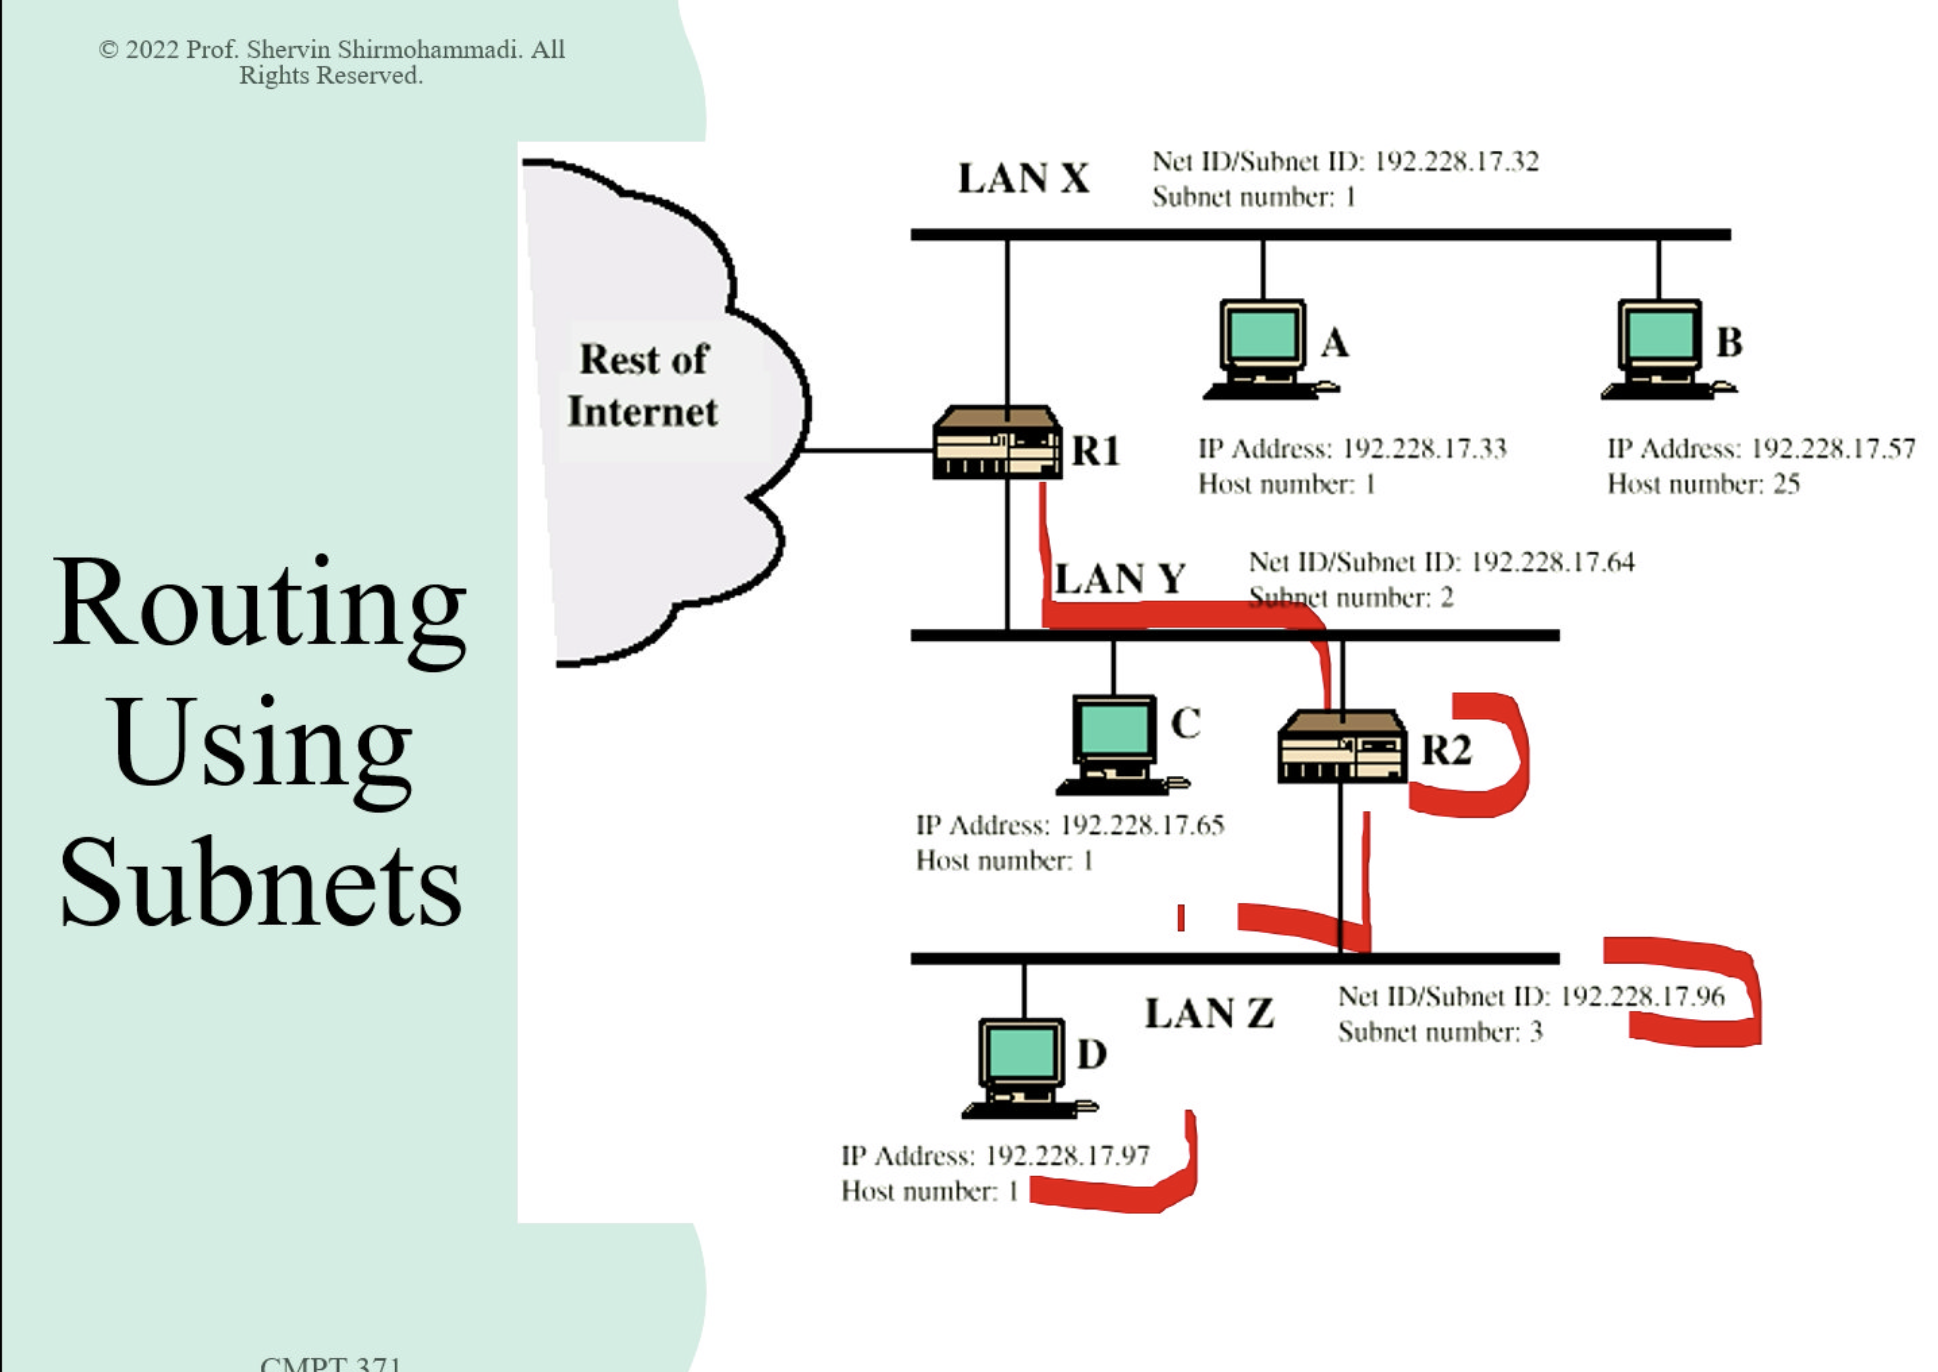 © 2022 Prof. Shervin Shirmohammadi. All
Rights Reserved.
Routing
Using
Subnets
LAN X
Net ID/Subnet ID: 192.228.17.32
Subnet number: 1
Rest of
Internet
A
B
R1
IP Address: 192.228.17.33
Host number: 1
IP Address: 192.228.17.57
Host number: 25
LAN Y
Net ID/Subnet ID: 192.228.17.64
Subnet number: 2
C
R2
IP Address: 192.228.17.65
Host number: 1
LAN Z
Net ID/Subnet ID: 192.228.17.96
Subnet number: 3
D
IP Address: 192.228.17.97
Host number: 1
CMPT 371